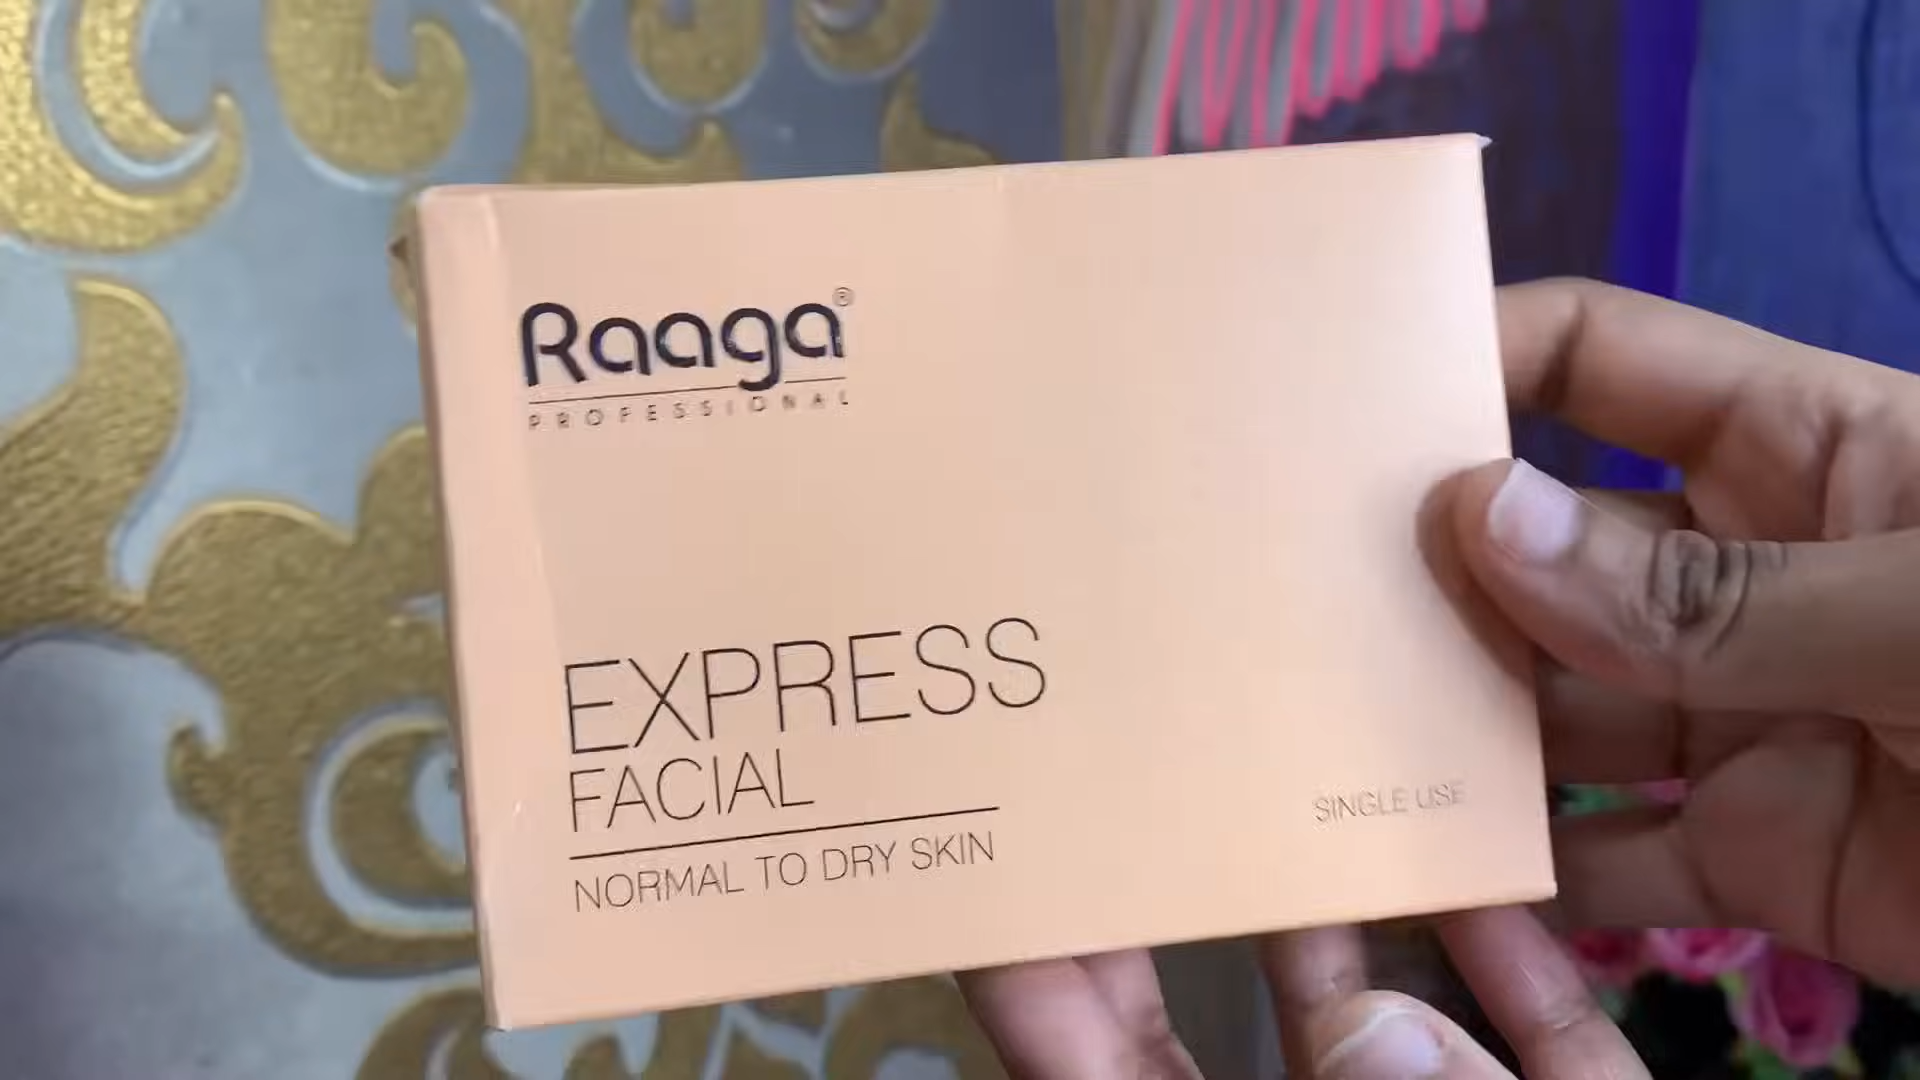 Raaga®
PROFESSIONAL
EXPRESS
FACIAL
NORMAL TO DRY SKIN
SINGLE USE